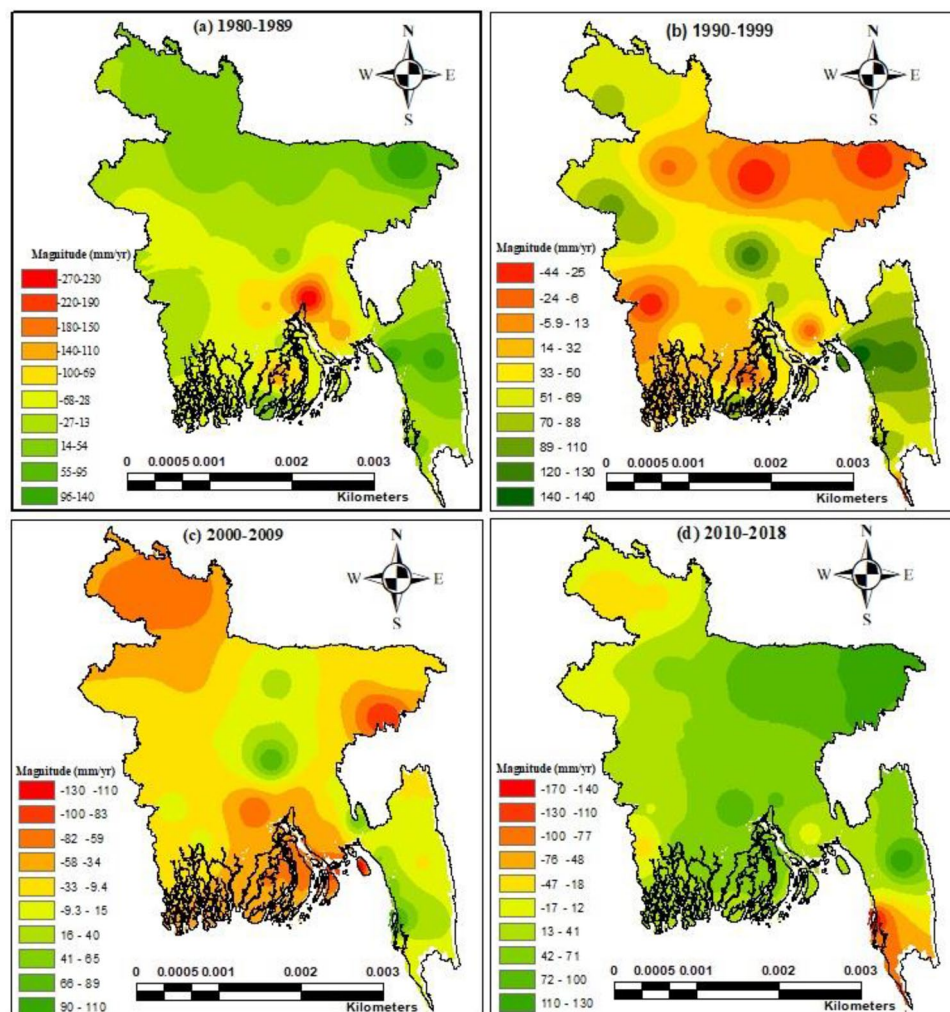 (a) 1980-1989
N
W E
S
Magnitude (mm/yr)
-270-230
-220-190
-180-150
-140-110
-100-69
-68-28
-27-13
14-54
55-95
96-140
0 0.0005 0.001 0.002 0.003
Kilometers
(b) 1990-1999
N
W E
S
Magnitude (mm/yr)
-44 - 25
-24 - 6
-5.9 - 13
14 - 32
33 - 50
51 - 69
70 - 88
89 - 110
120 - 130
140 - 140
0 0.0005 0.001 0.002 0.003
Kilometers
(c) 2000-2009
N
W E
S
Magnitude (mm/yr)
-130 -110
-100 - 83
-82 -59
-58 -34
-33 -9.4
-9.3 - 15
16 - 40
41 - 65
66 - 89
90 - 110
0 0.0005 0.001 0.002 0.003
Kilometers
(d) 2010-2018
N
W E
S
Magnitude (mm/yr)
-170 - 140
-130 - 110
-100 - 77
-76 - 48
-47 - 18
-17 - 12
13 - 41
42 - 71
72 - 100
110 - 130
0 0.0005 0.001 0.002 0.003
Kilometers